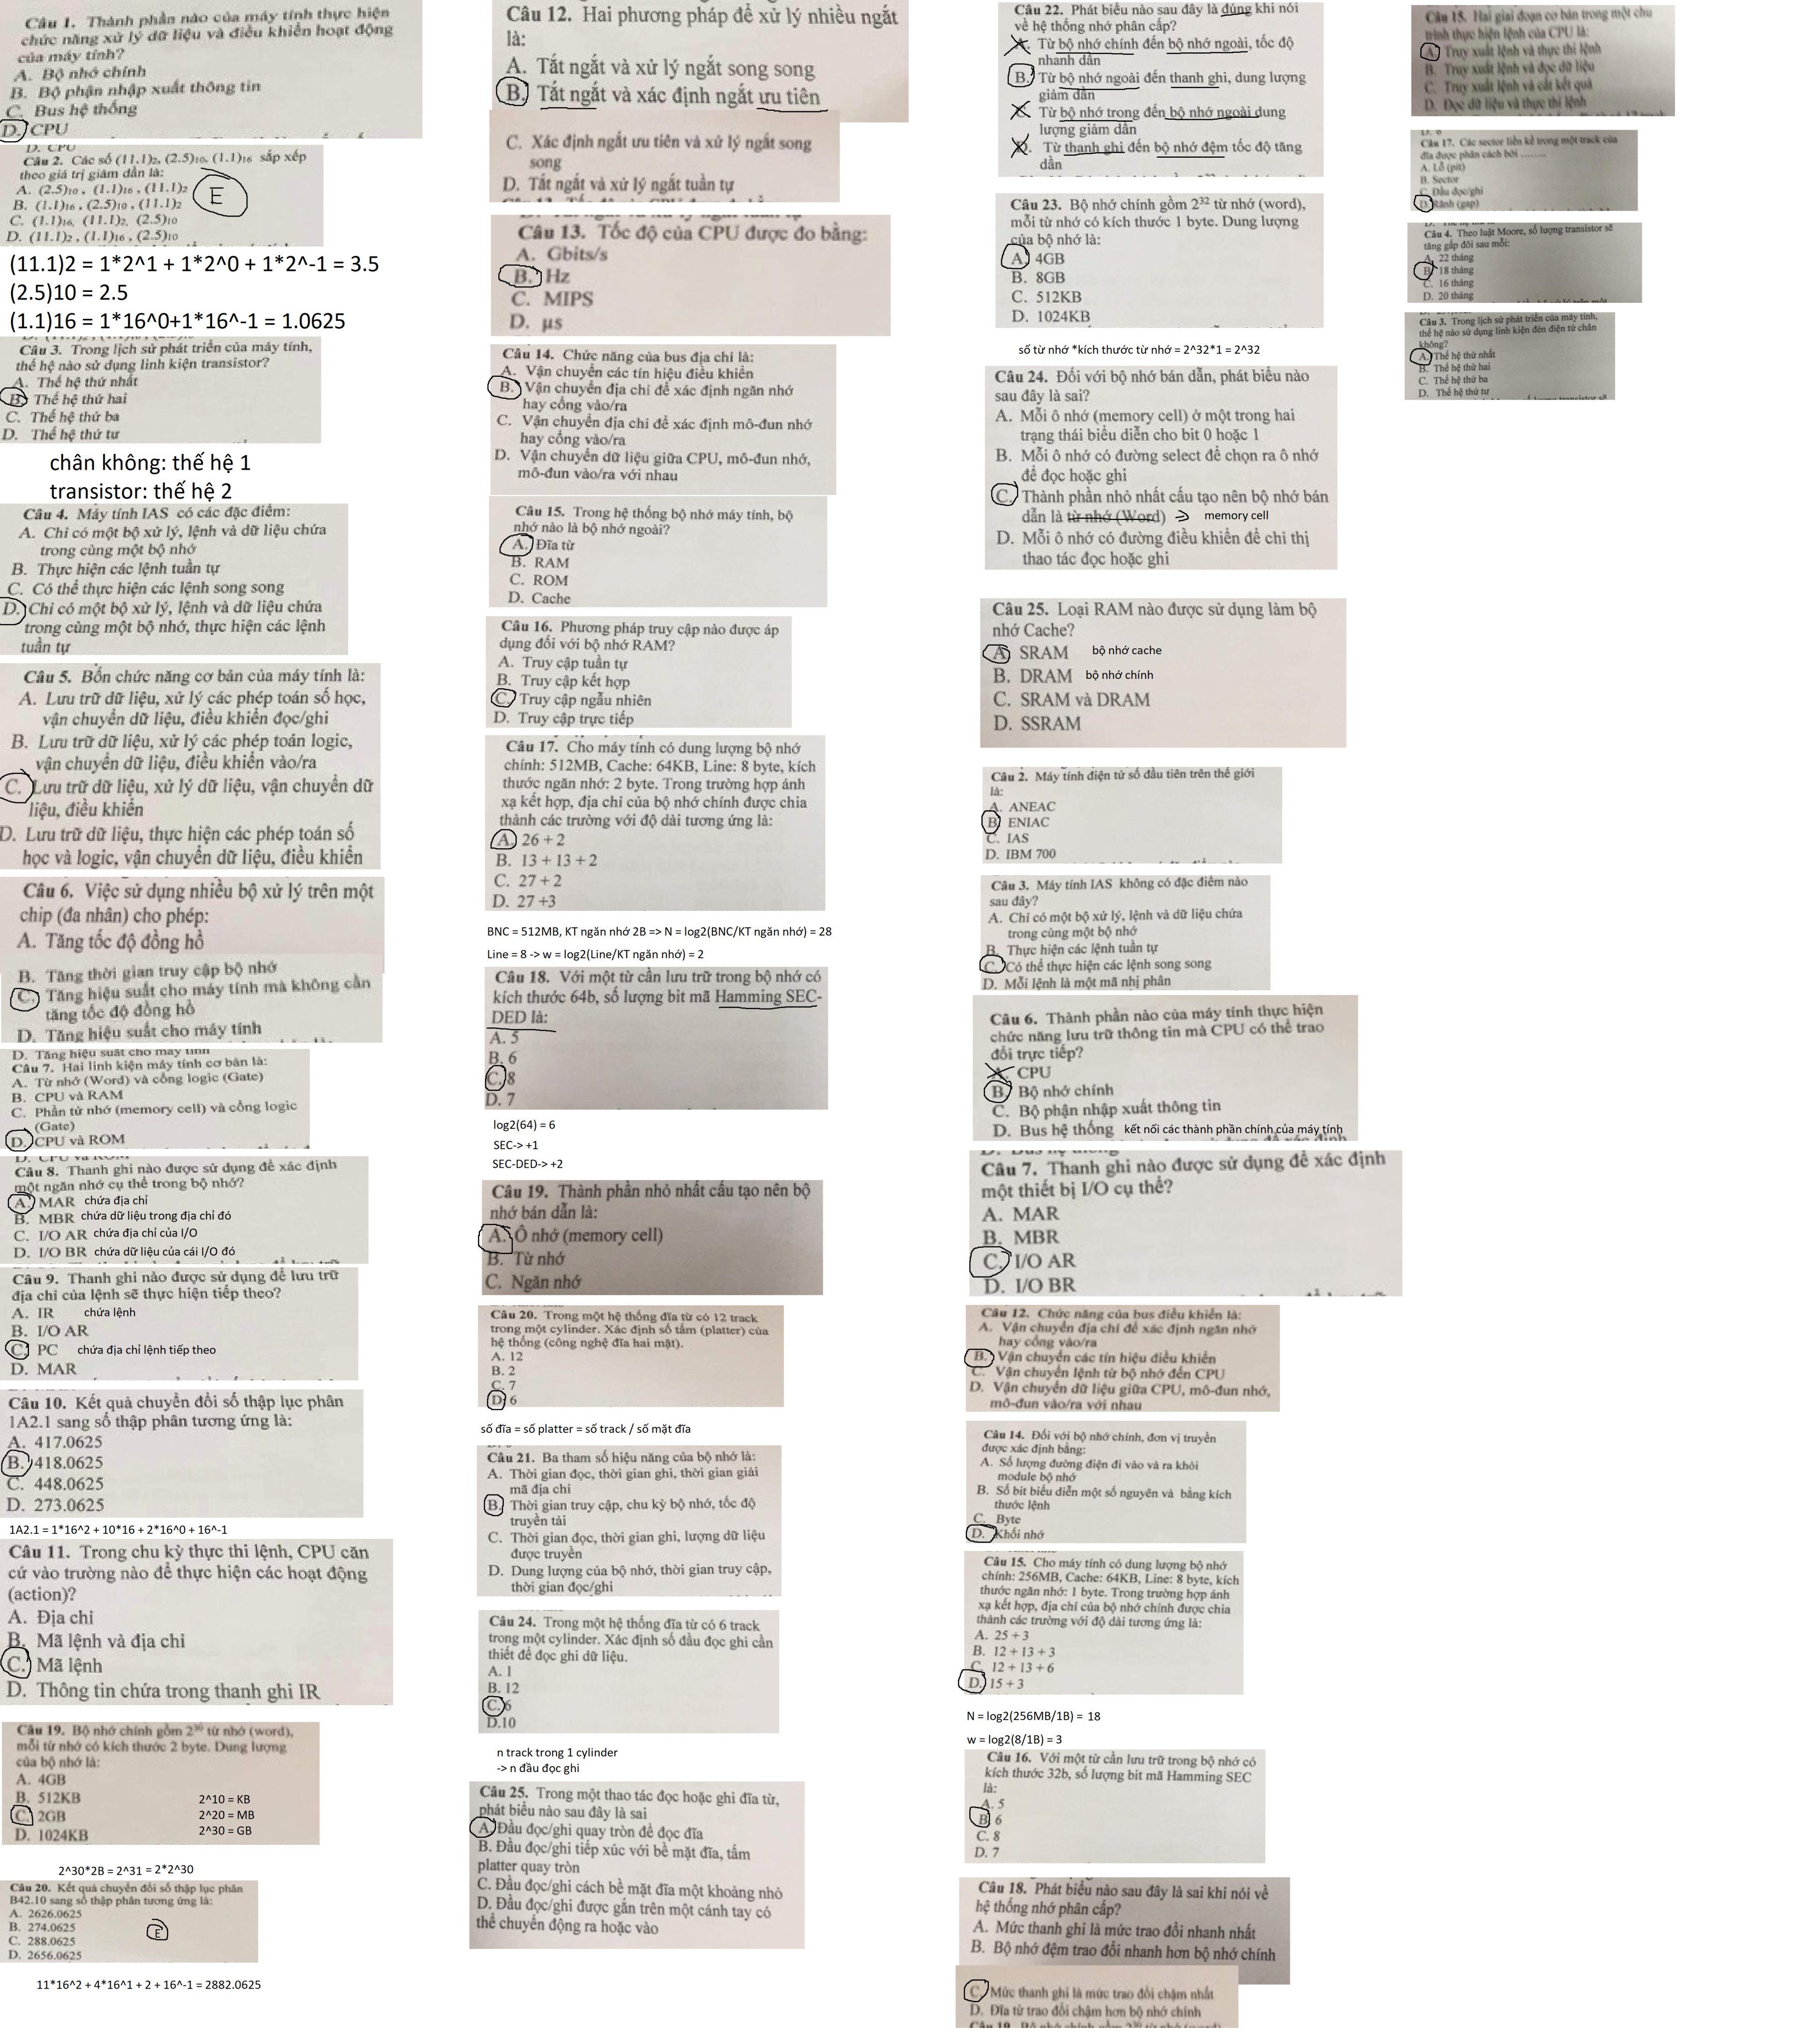 Câu 1. Thành phần nào của máy tính thực hiện
chức năng xử lý dữ liệu và điều khiển hoạt động
của máy tính?
A. Bộ nhớ chính
B. Bộ phận nhập xuất thông tin
C. Bus hệ thống
D. CPU
D. CPU
Câu 2. Các số (11.1)2, (2.5)10, (1.1)16 sắp xếp
theo giá trị giảm dần là:
A. (2.5)10 , (1.1)16 , (11.1)2
B. (1.1)16 , (2.5)10 , (11.1)2
C. (1.1)16, (11.1)2, (2.5)10
D. (11.1)2 , (1.1)16 , (2.5)10
E
(11.1)2 = 1*2^1 + 1*2^0 + 1*2^-1 = 3.5
(2.5)10 = 2.5
(1.1)16 = 1*16^0+1*16^-1 = 1.0625
Câu 3. Trong lịch sử phát triển của máy tính,
thế hệ nào sử dụng linh kiện transistor?
A. Thế hệ thứ nhất
B. Thế hệ thứ hai
C. Thế hệ thứ ba
D. Thế hệ thứ tư
chân không: thế hệ 1
transistor: thế hệ 2
Câu 4. Máy tính IAS có các đặc điểm:
A. Chỉ có một bộ xử lý, lệnh và dữ liệu chứa
trong cùng một bộ nhớ
B. Thực hiện các lệnh tuần tự
C. Có thể thực hiện các lệnh song song
D. Chỉ có một bộ xử lý, lệnh và dữ liệu chứa
trong cùng một bộ nhớ, thực hiện các lệnh
tuần tự
Câu 5. Bốn chức năng cơ bản của máy tính là:
A. Lưu trữ dữ liệu, xử lý các phép toán số học,
vận chuyển dữ liệu, điều khiển đọc/ghi
B. Lưu trữ dữ liệu, xử lý các phép toán logic,
vận chuyển dữ liệu, điều khiển vào/ra
C. Lưu trữ dữ liệu, xử lý dữ liệu, vận chuyển dữ
liệu, điều khiển
D. Lưu trữ dữ liệu, thực hiện các phép toán số
học và logic, vận chuyển dữ liệu, điều khiển
Câu 6. Việc sử dụng nhiều bộ xử lý trên một
chip (đa nhân) cho phép:
A. Tăng tốc độ đồng hồ
B. Tăng thời gian truy cập bộ nhớ
C. Tăng hiệu suất cho máy tính mà không cần
tăng tốc độ đồng hồ
D. Tăng hiệu suất cho máy tính
D. Tăng hiệu suất cho máy tính
Câu 7. Hai linh kiện máy tính cơ bản là:
A. Từ nhớ (Word) và cổng logic (Gate)
B. CPU và RAM
C. Phần tử nhớ (memory cell) và cổng logic
(Gate)
D. CPU và ROM
Câu 8. Thanh ghi nào được sử dụng để xác định
một ngăn nhớ cụ thể trong bộ nhớ?
A. MAR chứa địa chỉ
B. MBR chứa dữ liệu trong địa chỉ đó
C. I/O AR chứa địa chỉ của I/O
D. I/O BR chứa dữ liệu của cái I/O đó
Câu 9. Thanh ghi nào được sử dụng để lưu trữ
địa chỉ của lệnh sẽ thực hiện tiếp theo?
A. IR chứa lệnh
B. I/O AR
C. PC chứa địa chỉ lệnh tiếp theo
D. MAR
Câu 10. Kết quả chuyển đổi số thập lục phân
1A2.1 sang số thập phân tương ứng là:
A. 417.0625
B. 418.0625
C. 448.0625
D. 273.0625
1A2.1 = 1*16^2 + 10*16 + 2*16^0 + 16^-1
Câu 11. Trong chu kỳ thực thi lệnh, CPU căn
cứ vào trường nào để thực hiện các hoạt động
(action)?
A. Địa chỉ
B. Mã lệnh và địa chỉ
C. Mã lệnh
D. Thông tin chứa trong thanh ghi IR
Câu 19. Bộ nhớ chính gồm 2^30 từ nhớ (word),
mỗi từ nhớ có kích thước 2 byte. Dung lượng
của bộ nhớ là:
A. 4GB
B. 512KB
C. 2GB
D. 1024KB
2^10 = KB
2^20 = MB
2^30 = GB
2^30*2B = 2^31 = 2*2^30
Câu 20. Kết quả chuyển đổi số thập lục phân
B42.10 sang số thập phân tương ứng là:
A. 2626.0625
B. 274.0625
C. 288.0625
D. 2656.0625
E
11*16^2 + 4*16^1 + 2 + 16^-1 = 2882.0625
Câu 12. Hai phương pháp để xử lý nhiều ngắt
là:
A. Tắt ngắt và xử lý ngắt song song
B. Tắt ngắt và xác định ngắt ưu tiên
C. Xác định ngắt ưu tiên và xử lý ngắt song
song
D. Tắt ngắt và xử lý ngắt tuần tự
Câu 13. Tốc độ của CPU được đo bằng:
A. Gbits/s
B. Hz
C. MIPS
D. µs
Câu 14. Chức năng của bus địa chỉ là:
A. Vận chuyển các tín hiệu điều khiển
B. Vận chuyển địa chỉ để xác định ngăn nhớ
hay cổng vào/ra
C. Vận chuyển địa chỉ để xác định mô-đun nhớ
hay cổng vào/ra
D. Vận chuyển dữ liệu giữa CPU, mô-đun nhớ,
mô-đun vào/ra với nhau
Câu 15. Trong hệ thống bộ nhớ máy tính, bộ
nhớ nào là bộ nhớ ngoài?
A. Đĩa từ
B. RAM
C. ROM
D. Cache
Câu 16. Phương pháp truy cập nào được áp
dụng đối với bộ nhớ RAM?
A. Truy cập tuần tự
B. Truy cập kết hợp
C. Truy cập ngẫu nhiên
D. Truy cập trực tiếp
Câu 17. Cho máy tính có dung lượng bộ nhớ
chính: 512MB, Cache: 64KB, Line: 8 byte, kích
thước ngăn nhớ: 2 byte. Trong trường hợp ánh
xạ kết hợp, địa chỉ của bộ nhớ chính được chia
thành các trường với độ dài tương ứng là:
A. 26 + 2
B. 13 + 13 + 2
C. 27 + 2
D. 27 +3
BNC = 512MB, KT ngăn nhớ 2B => N = log2(BNC/KT ngăn nhớ) = 28
Line = 8 -> w = log2(Line/KT ngăn nhớ) = 2
Câu 18. Với một từ cần lưu trữ trong bộ nhớ có
kích thước 64b, số lượng bit mã Hamming SEC-
DED là:
A. 5
B. 6
C. 8
D. 7
log2(64) = 6
SEC-> +1
SEC-DED-> +2
Câu 19. Thành phần nhỏ nhất cấu tạo nên bộ
nhớ bán dẫn là:
A. Ô nhớ (memory cell)
B. Từ nhớ
C. Ngăn nhớ
Câu 20. Trong một hệ thống đĩa từ có 12 track
trong một cylinder. Xác định số tấm (platter) của
hệ thống (công nghệ đĩa hai mặt).
A. 12
B. 2
C. 7
D. 6
số đĩa = số platter = số track / số mặt đĩa
Câu 21. Ba tham số hiệu năng của bộ nhớ là:
A. Thời gian đọc, thời gian ghi, thời gian giải
mã địa chỉ
B. Thời gian truy cập, chu kỳ bộ nhớ, tốc độ
truyền tải
C. Thời gian đọc, thời gian ghi, lượng dữ liệu
được truyền
D. Dung lượng của bộ nhớ, thời gian truy cập,
thời gian đọc/ghi
Câu 24. Trong một hệ thống đĩa từ có 6 track
trong một cylinder. Xác định số đầu đọc ghi cần
thiết để đọc ghi dữ liệu.
A. 1
B. 12
C. 6
D.10
n track trong 1 cylinder
-> n đầu đọc ghi
Câu 25. Trong một thao tác đọc hoặc ghi đĩa từ,
phát biểu nào sau đây là sai
A. Đầu đọc/ghi quay tròn để đọc đĩa
B. Đầu đọc/ghi tiếp xúc với bề mặt đĩa, tấm
platter quay tròn
C. Đầu đọc/ghi cách bề mặt đĩa một khoảng nhỏ
D. Đầu đọc/ghi được gắn trên một cánh tay có
thể chuyển động ra hoặc vào
Câu 22. Phát biểu nào sau đây là đúng khi nói
về hệ thống nhớ phân cấp?
A. Từ bộ nhớ chính đến bộ nhớ ngoài, tốc độ
nhanh dần
B. Từ bộ nhớ ngoài đến thanh ghi, dung lượng
giảm dần
C. Từ bộ nhớ trong đến bộ nhớ ngoài dung
lượng giảm dần
D. Từ thanh ghi đến bộ nhớ đệm tốc độ tăng
dần
Câu 23. Bộ nhớ chính gồm 2^32 từ nhớ (word),
mỗi từ nhớ có kích thước 1 byte. Dung lượng
của bộ nhớ là:
A. 4GB
B. 8GB
C. 512KB
D. 1024KB
số từ nhớ *kích thước từ nhớ = 2^32*1 = 2^32
Câu 24. Đối với bộ nhớ bán dẫn, phát biểu nào
sau đây là sai?
A. Mỗi ô nhớ (memory cell) ở một trong hai
trạng thái biểu diễn cho bit 0 hoặc 1
B. Mỗi ô nhớ có đường select để chọn ra ô nhớ
để đọc hoặc ghi
C. Thành phần nhỏ nhất cấu tạo nên bộ nhớ bán
dẫn là từ nhớ (Word) => memory cell
D. Mỗi ô nhớ có đường điều khiển để chỉ thị
thao tác đọc hoặc ghi
Câu 25. Loại RAM nào được sử dụng làm bộ
nhớ Cache?
A. SRAM bộ nhớ cache
B. DRAM bộ nhớ chính
C. SRAM và DRAM
D. SSRAM
Câu 2. Máy tính điện tử số đầu tiên trên thế giới
là:
A. ANEAC
B. ENIAC
C. IAS
D. IBM 700
Câu 3. Máy tính IAS không có đặc điểm nào
sau đây?
A. Chỉ có một bộ xử lý, lệnh và dữ liệu chứa
trong cùng một bộ nhớ
B. Thực hiện các lệnh tuần tự
C. Có thể thực hiện các lệnh song song
D. Mỗi lệnh là một mã nhị phân
Câu 6. Thành phần nào của máy tính thực hiện
chức năng lưu trữ thông tin mà CPU có thể trao
đổi trực tiếp?
A. CPU
B. Bộ nhớ chính
C. Bộ phận nhập xuất thông tin
D. Bus hệ thống kết nối các thành phần chính của máy tính
Câu 7. Thanh ghi nào được sử dụng để xác định
một thiết bị I/O cụ thể?
A. MAR
B. MBR
C. I/O AR
D. I/O BR
Câu 12. Chức năng của bus điều khiển là:
A. Vận chuyển địa chỉ để xác định ngăn nhớ
hay cổng vào/ra
B. Vận chuyển các tín hiệu điều khiển
C. Vận chuyển lệnh từ bộ nhớ đến CPU
D. Vận chuyển dữ liệu giữa CPU, mô-đun nhớ,
mô-đun vào/ra với nhau
Câu 14. Đối với bộ nhớ chính, đơn vị truyền
được xác định bằng:
A. Số lượng đường điện đi vào và ra khỏi
module bộ nhớ
B. Số bit biểu diễn một số nguyên và bằng kích
thước lệnh
C. Byte
D. Khối nhớ
Câu 15. Cho máy tính có dung lượng bộ nhớ
chính: 256MB, Cache: 64KB, Line: 8 byte, kích
thước ngăn nhớ: 1 byte. Trong trường hợp ánh
xạ kết hợp, địa chỉ của bộ nhớ chính được chia
thành các trường với độ dài tương ứng là:
A. 25 + 3
B. 12 + 13 + 3
C. 12 + 13 + 6
D. 15 + 3
N = log2(256MB/1B) = 18
w = log2(8/1B) = 3
Câu 16. Với một từ cần lưu trữ trong bộ nhớ có
kích thước 32b, số lượng bit mã Hamming SEC
là:
A. 5
B. 6
C. 8
D. 7
Câu 18. Phát biểu nào sau đây là sai khi nói về
hệ thống nhớ phân cấp?
A. Mức thanh ghi là mức trao đổi nhanh nhất
B. Bộ nhớ đệm trao đổi nhanh hơn bộ nhớ chính
C. Mức thanh ghi là mức trao đổi chậm nhất
D. Đĩa từ trao đổi chậm hơn bộ nhớ chính
Câu 15. Hai giai đoạn cơ bản trong một chu
trình thực hiện lệnh của CPU là:
A. Truy xuất lệnh và thực thi lệnh
B. Truy xuất lệnh và đọc dữ liệu
C. Truy xuất lệnh và cất kết quả
D. Đọc dữ liệu và thực thi lệnh
Câu 17. Các sector liền kề trong một track của
đĩa được phân cách bởi .......
A. Lỗ (pit)
B. Sector
C. Đầu đọc/ghi
D. Rãnh (gap)
Câu 4. Theo luật Moore, số lượng transistor sẽ
tăng gấp đôi sau mỗi:
A. 22 tháng
B. 18 tháng
C. 16 tháng
D. 20 tháng
Câu 3. Trong lịch sử phát triển của máy tính,
thế hệ nào sử dụng linh kiện đèn điện tử chân
không?
A. Thế hệ thứ nhất
B. Thế hệ thứ hai
C. Thế hệ thứ ba
D. Thế hệ thứ tư